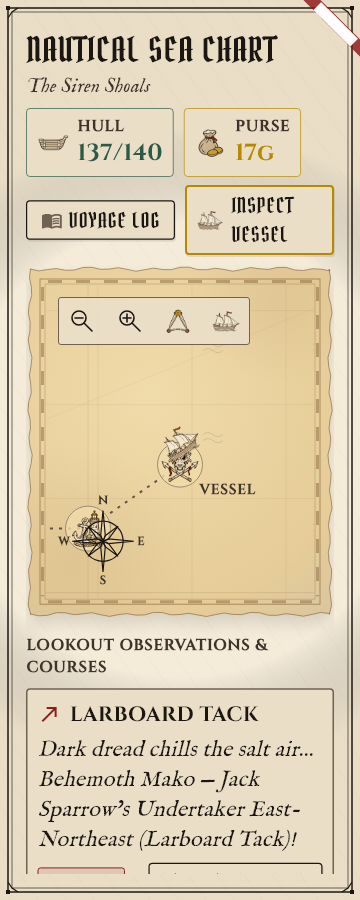 NAUTICAL SEA CHART
The Siren Shoals
HULL
137/140
PURSE
17G
VOYAGE LOG
INSPECT
VESSEL
VESSEL
N
W
E
S
LOOKOUT OBSERVATIONS &
COURSES
LARBOARD TACK
Dark dread chills the salt air...
Behemoth Mako — Jack
Sparrow's Undertaker East-
Northeast (Larboard Tack)!